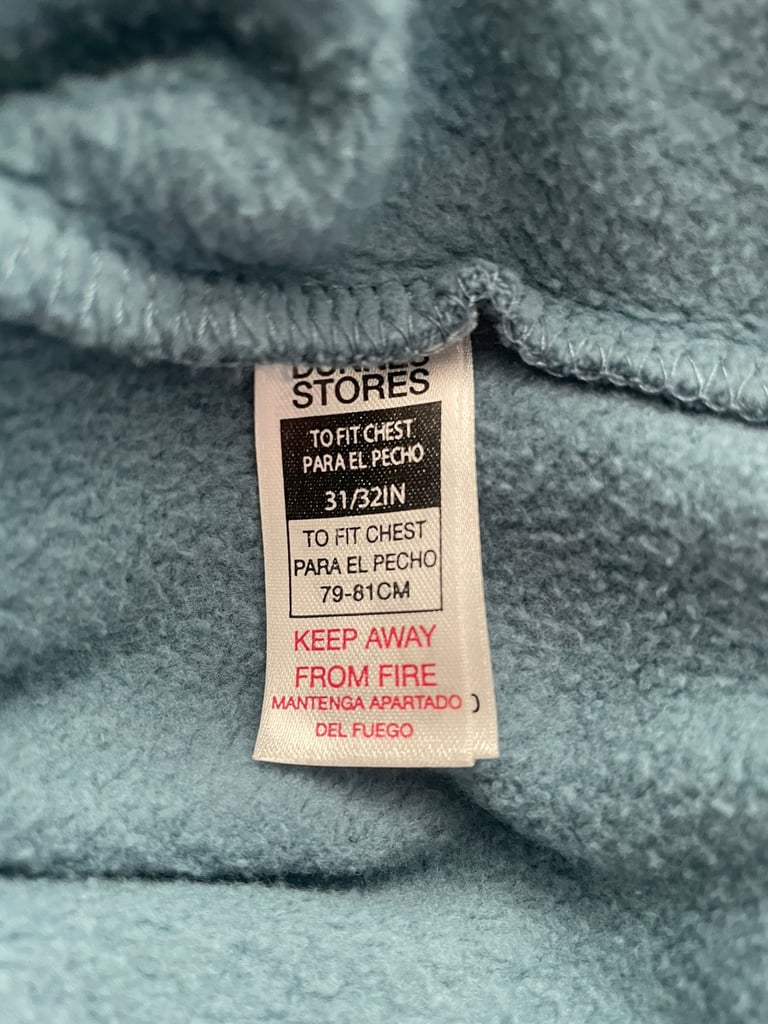 STORES
TO FIT CHEST
PARA EL PECHO
31/32IN
TO FIT CHEST
PARA EL PECHO
79-81CM
KEEP AWAY
FROM FIRE
MANTENGA APARTADO
DEL FUEGO